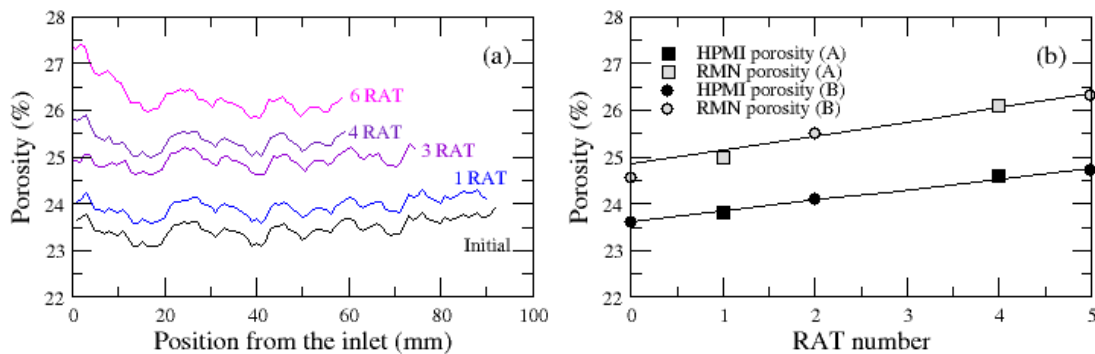 28
27
26
25
24
23
22
Porosity (%)
(a)
6 RAT
4 RAT
3 RAT
1 RAT
Initial
0 20 40 60 80 100
Position from the inlet (mm)
28
27
26
25
24
23
22
Porosity (%)
(b)
HPMI porosity (A)
RMN porosity (A)
HPMI porosity (B)
RMN porosity (B)
0 1 2 3 4 5
RAT number